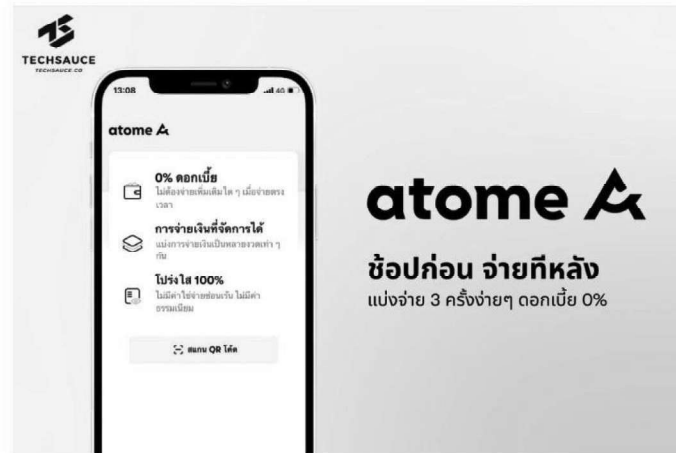 TECHSAUCE
TECHSAUCE.CO
13:08
4G
atome
0% ดอกเบี้ย
ไม่ต้องจ่ายเพิ่มเติมใด ๆ เมื่อจ่ายตรง
เวลา
การจ่ายเงินที่จัดการได้
แบ่งการจ่ายเงินเป็นหลายงวดเท่า ๆ
กัน
โปร่งใส 100%
ไม่มีค่าใช้จ่ายซ่อนเร้น ไม่มีค่า
ธรรมเนียม
สแกน QR โค้ด
atome
ช้อปก่อน จ่ายทีหลัง
แบ่งจ่าย 3 ครั้งง่ายๆ ดอกเบี้ย 0%